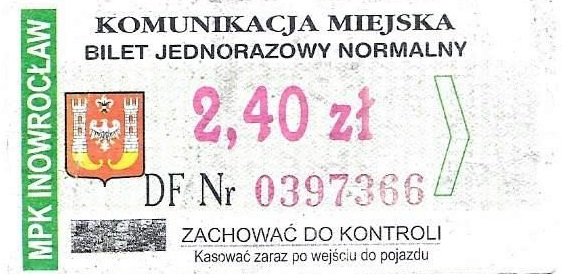 MPK INOWROCŁAW
KOMUNIKACJA MIEJSKA
BILET JEDNORAZOWY NORMALNY
2,40 zł
DF Nr 0397366
ZACHOWAĆ DO KONTROLI
Kasować zaraz po wejściu do pojazdu